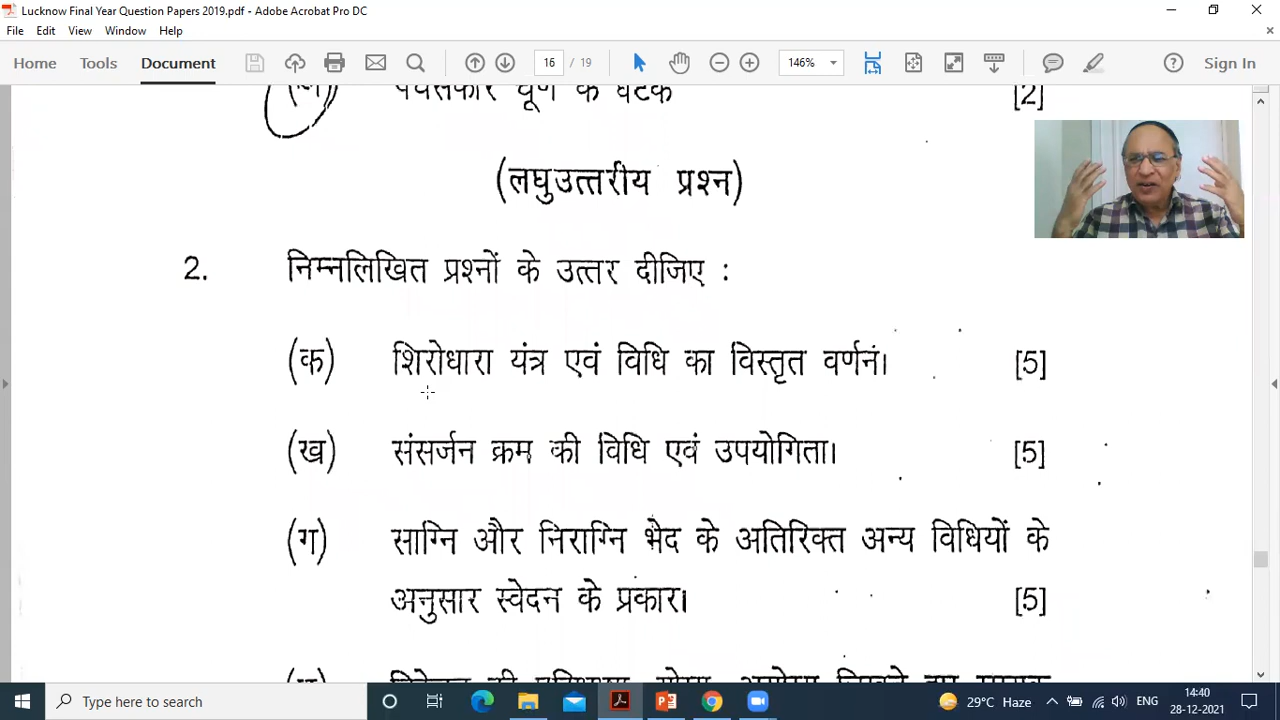 Lucknow Final Year Question Papers 2019.pdf - Adobe Acrobat Pro DC
File Edit View Window Help
Home Tools Document 16 / 19 146% Sign In
के घटक [2]
(लघुउत्तरीय प्रश्न)
2. निम्नलिखित प्रश्नों के उत्तर दीजिए :
(क) शिरोधारा यंत्र एवं विधि का विस्तृत वर्णन। [5]
(ख) संसर्जन क्रम की विधि एवं उपयोगिता। [5]
(ग) साग्नि और निराग्नि भेद के अतिरिक्त अन्य विधियों के
अनुसार स्वेदन के प्रकार। [5]
Type here to search 29°C Haze ENG 14:40
28-12-2021